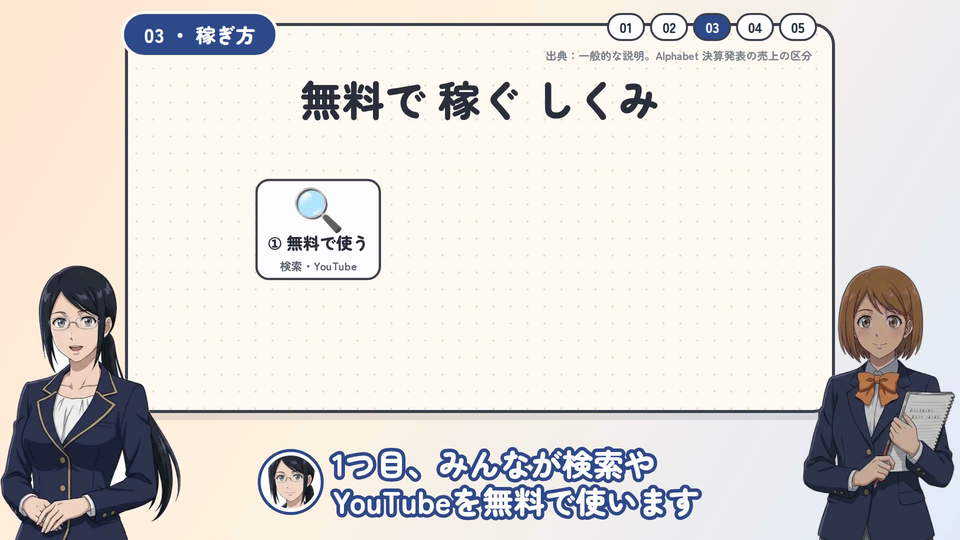 03 ・ 稼ぎ方
01 02 03 04 05
出典：一般的な説明。Alphabet 決算発表の売上の区分
無料で 稼ぐ しくみ
① 無料で使う
検索・YouTube
1つ目、みんなが検索や
YouTubeを無料で使います